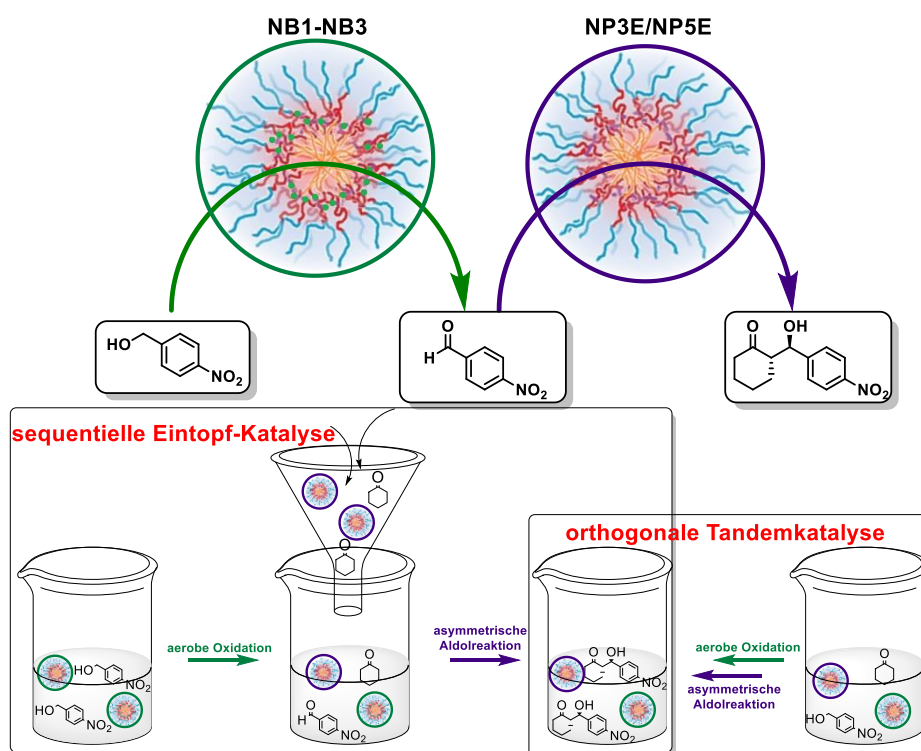 NB1-NB3
NP3E/NP5E
HO
NO2
O
H
NO2
O
OH
NO2
sequentielle Eintopf-Katalyse
O
O
orthogonale Tandemkatalyse
HO
NO2
HO
NO2
aerobe Oxidation
O
H
O
NO2
asymmetrische
Aldolreaktion
O
OH
NO2
O
OH
NO2
aerobe Oxidation
asymmetrische
Aldolreaktion
O
HO
NO2